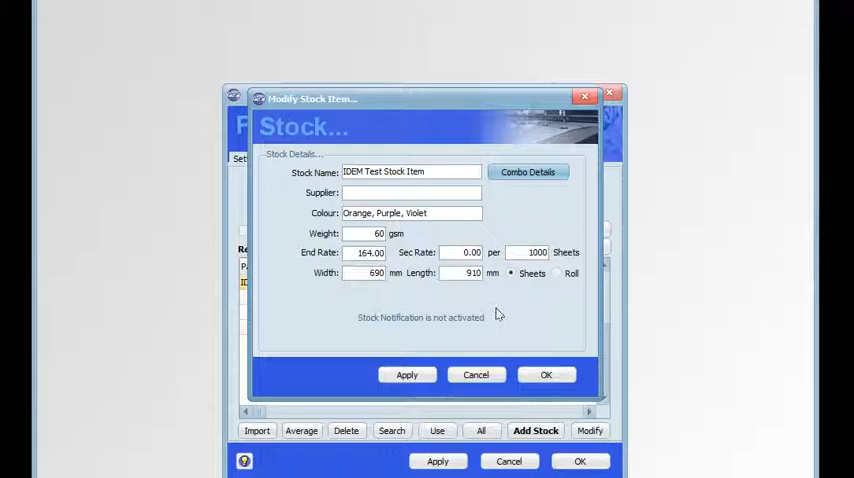 Modify Stock Item...
Stock...
Stock Details...
Stock Name: IDEM Test Stock Item
Combo Details
Supplier:
Colour: Orange, Purple, Violet
Weight: 60 gsm
End Rate: 164.00 Sec Rate: 0.00 per 1000 Sheets
Width: 690 mm Length: 910 mm Sheets Roll
Stock Notification is not activated
Apply Cancel OK
Import Average Delete Search Use All Add Stock Modify
Apply Cancel OK